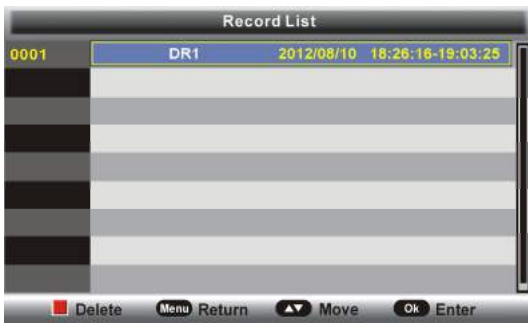 Record List
0001 DR1 2012/08/10 18:26:16-19:03:25
Delete Menu Return Move Ok Enter